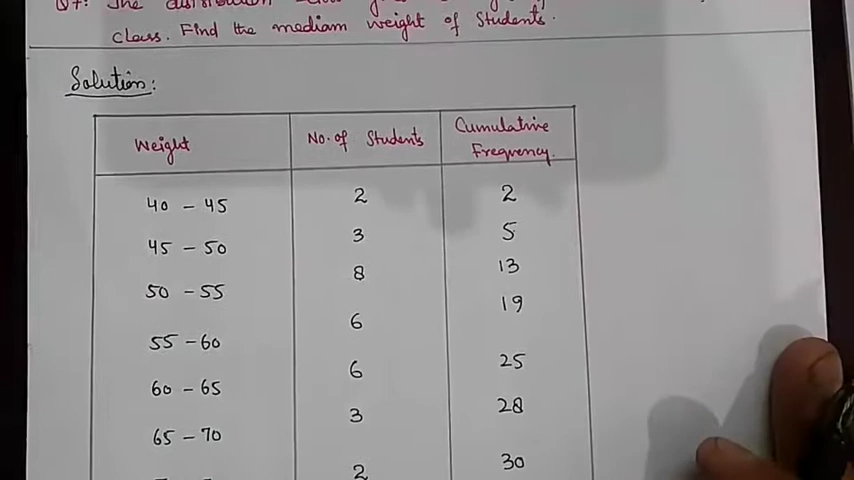 Q7: The
class. Find the mediam weight of Students.
Solution:
Weight No. of Students Cumulative Frequency.
40 - 45 2 2
45 - 50 3 5
50 - 55 8 13
55 - 60 6 19
60 - 65 6 25
65 - 70 3 28
2 30